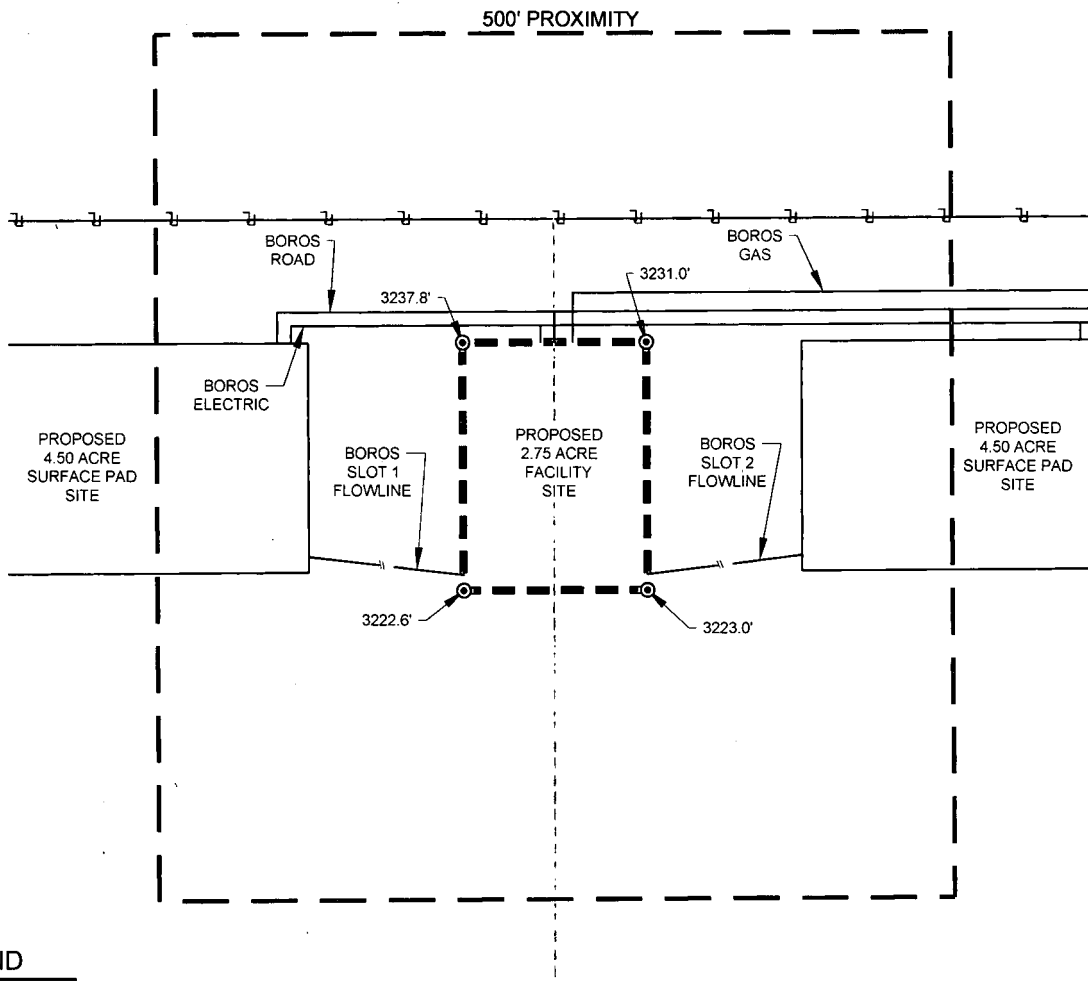 500' PROXIMITY
BOROS
ROAD
BOROS
GAS
3237.8'
3231.0'
BOROS
ELECTRIC
PROPOSED
4.50 ACRE
SURFACE PAD
SITE
BOROS
SLOT 1
FLOWLINE
PROPOSED
2.75 ACRE
FACILITY
SITE
BOROS
SLOT 2
FLOWLINE
PROPOSED
4.50 ACRE
SURFACE PAD
SITE
3222.6'
3223.0'
ND